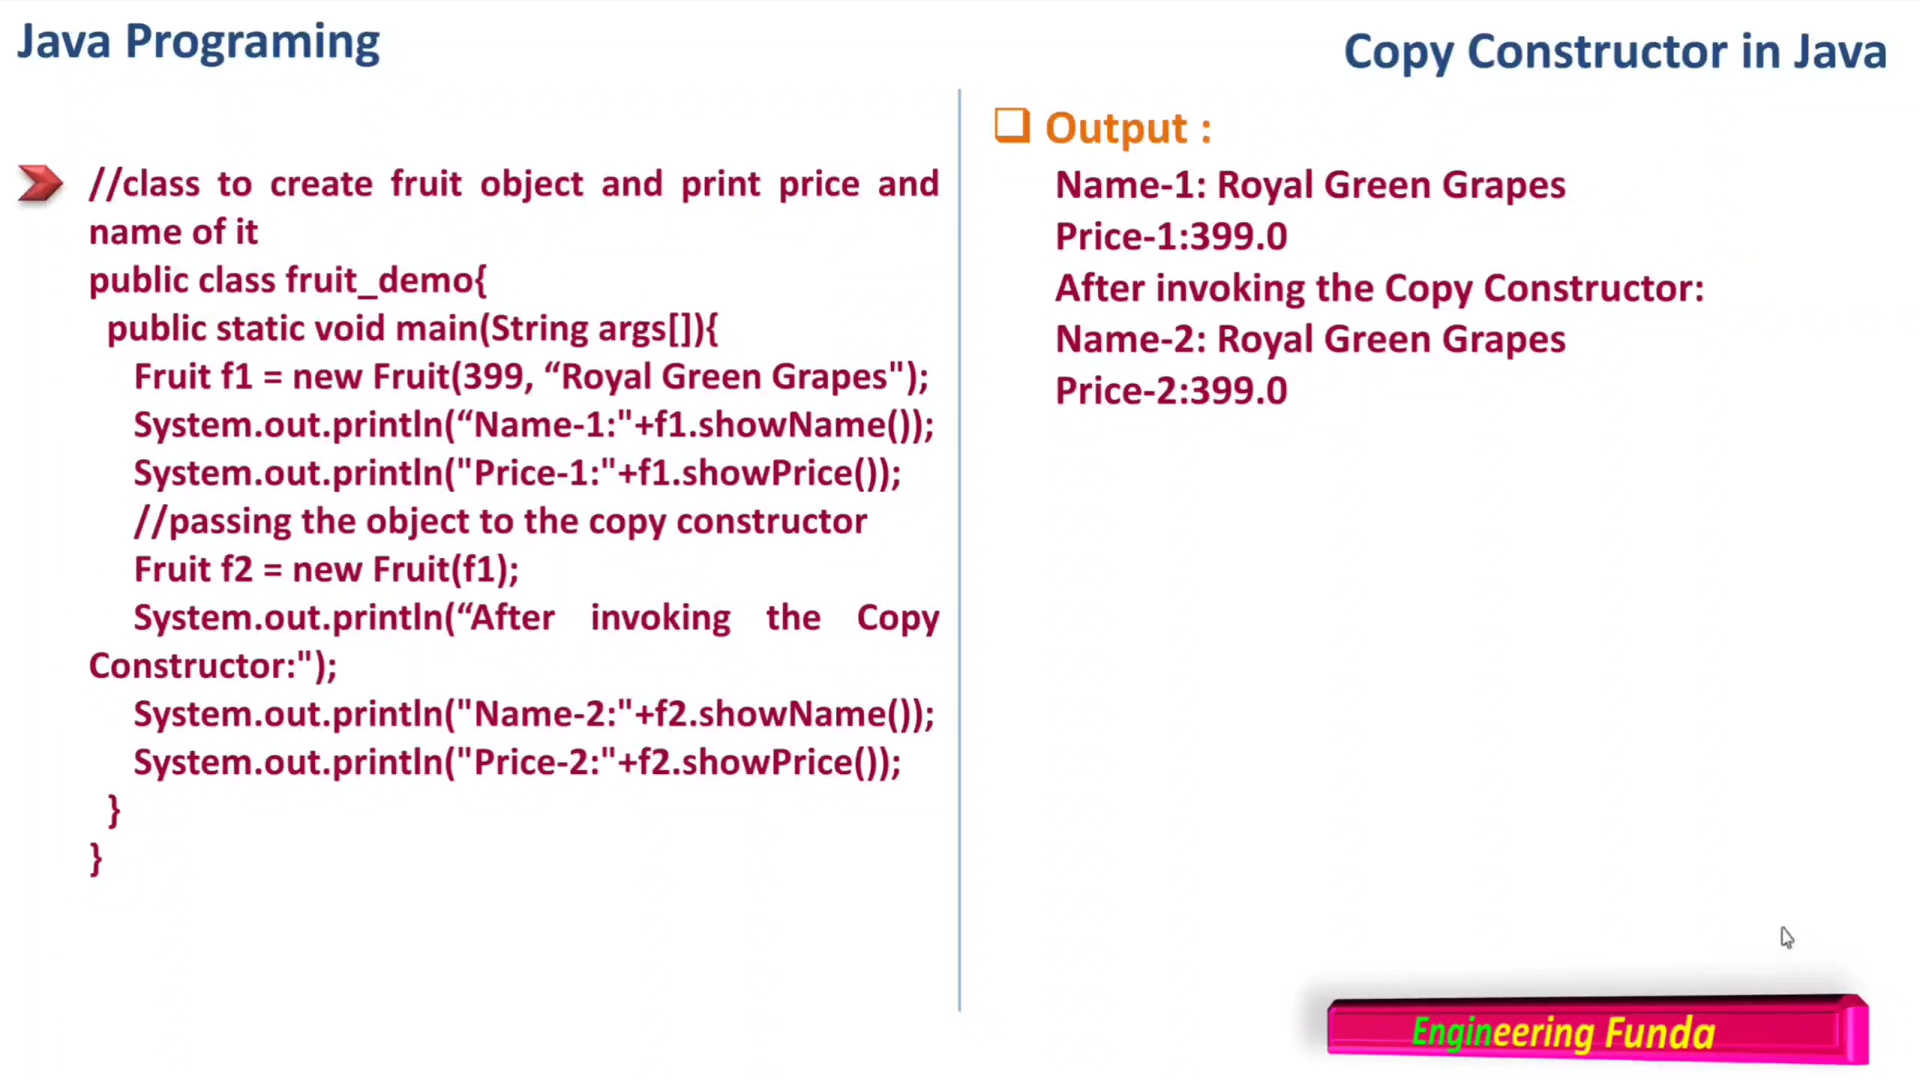 Java Programing
Copy Constructor in Java
//class to create fruit object and print price and
name of it
public class fruit_demo{
public static void main(String args[]){
Fruit f1 = new Fruit(399, “Royal Green Grapes");
System.out.println(“Name-1:"+f1.showName());
System.out.println("Price-1:"+f1.showPrice());
//passing the object to the copy constructor
Fruit f2 = new Fruit(f1);
System.out.println(“After invoking the Copy
Constructor:");
System.out.println("Name-2:"+f2.showName());
System.out.println("Price-2:"+f2.showPrice());
}
}
Output :
Name-1: Royal Green Grapes
Price-1:399.0
After invoking the Copy Constructor:
Name-2: Royal Green Grapes
Price-2:399.0
Engineering Funda